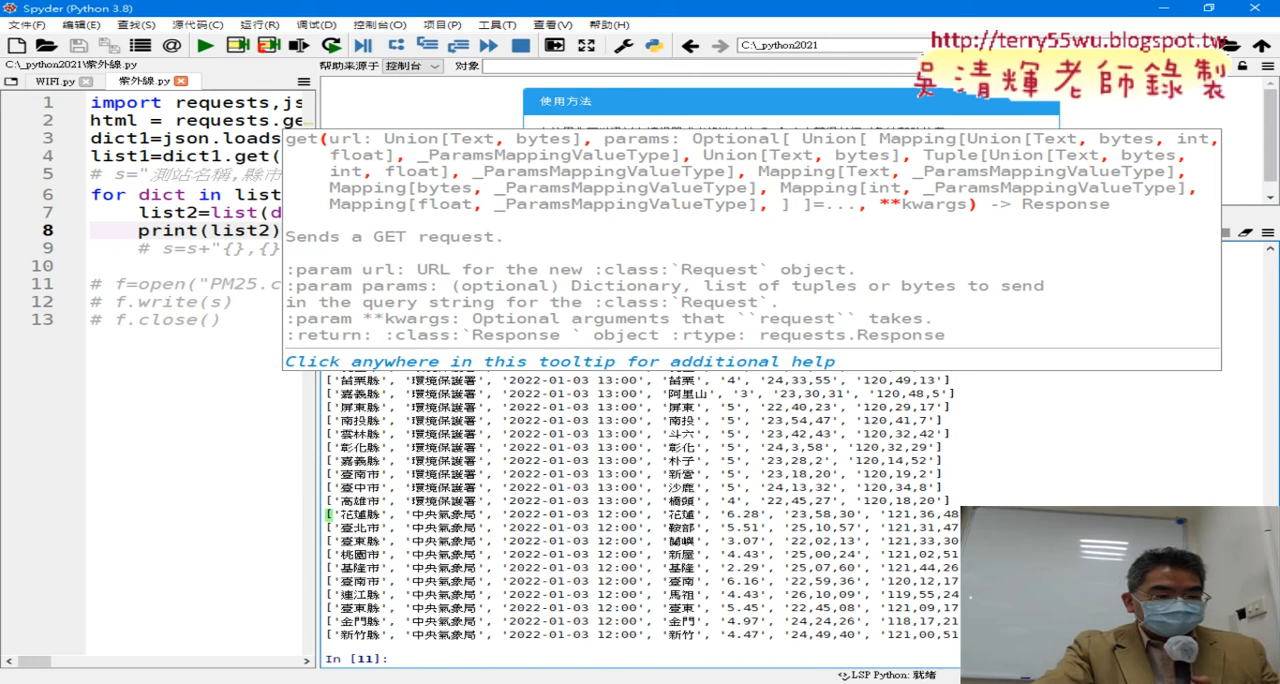 Spyder (Python 3.8)
文件(F) 编辑(E) 查找(S) 源代码(C) 运行(R) 调试(D) 控制台(O) 项目(P) 工具(T) 查看(V) 帮助(H)
C:\_python2021
http://terry55wu.blogspot.tw
吳清輝老師錄製
C:\_python2021\紫外線.py
帮助来源于 控制台 对象
WIFI.py 紫外線.py
使用方法
1 import requests,js
2 html = requests.ge
3 dict1=json.loads
4 list1=dict1.get(
5 # s="測站名稱,縣市
6 for dict in list
7 list2=list(d
8 print(list2)
9 # s=s+"{},{}
10
11 # f=open("PM25.c
12 # f.write(s)
13 # f.close()
get(url: Union[Text, bytes], params: Optional[ Union[ Mapping[Union[Text, bytes, int,
float], _ParamsMappingValueType], Union[Text, bytes], Tuple[Union[Text, bytes,
int, float], _ParamsMappingValueType], Mapping[Text, _ParamsMappingValueType],
Mapping[bytes, _ParamsMappingValueType], Mapping[int, _ParamsMappingValueType],
Mapping[float, _ParamsMappingValueType], ] ]=..., **kwargs) -> Response
Sends a GET request.
:param url: URL for the new :class:`Request` object.
:param params: (optional) Dictionary, list of tuples or bytes to send
in the query string for the :class:`Request`.
:param **kwargs: Optional arguments that ``request`` takes.
:return: :class:`Response ` object :rtype: requests.Response
Click anywhere in this tooltip for additional help
['苗栗縣', '環境保護署', '2022-01-03 13:00', '苗栗', '4', '24,33,55', '120,49,13']
['嘉義縣', '環境保護署', '2022-01-03 13:00', '阿里山', '3', '23,30,31', '120,48,5']
['屏東縣', '環境保護署', '2022-01-03 13:00', '屏東', '5', '22,40,23', '120,29,17']
['南投縣', '環境保護署', '2022-01-03 13:00', '南投', '5', '23,54,47', '120,41,7']
['雲林縣', '環境保護署', '2022-01-03 13:00', '斗六', '5', '23,42,43', '120,32,42']
['彰化縣', '環境保護署', '2022-01-03 13:00', '彰化', '5', '24,3,58', '120,32,29']
['嘉義縣', '環境保護署', '2022-01-03 13:00', '朴子', '5', '23,28,2', '120,14,52']
['臺南市', '環境保護署', '2022-01-03 13:00', '新營', '5', '23,18,20', '120,19,2']
['臺中市', '環境保護署', '2022-01-03 13:00', '沙鹿', '5', '24,13,32', '120,34,8']
['高雄市', '環境保護署', '2022-01-03 13:00', '橋頭', '4', '22,45,27', '120,18,20']
['花蓮縣', '中央氣象局', '2022-01-03 12:00', '花蓮', '6.28', '23,58,30', '121,36,48
['臺北市', '中央氣象局', '2022-01-03 12:00', '鞍部', '5.51', '25,10,57', '121,31,47
['臺東縣', '中央氣象局', '2022-01-03 12:00', '蘭嶼', '3.07', '22,02,13', '121,33,30
['桃園市', '中央氣象局', '2022-01-03 12:00', '新屋', '4.43', '25,00,24', '121,02,51
['基隆市', '中央氣象局', '2022-01-03 12:00', '基隆', '2.29', '25,07,60', '121,44,26
['臺南市', '中央氣象局', '2022-01-03 12:00', '臺南', '6.16', '22,59,36', '120,12,17
['連江縣', '中央氣象局', '2022-01-03 12:00', '馬祖', '4.43', '26,10,09', '119,55,24
['臺東縣', '中央氣象局', '2022-01-03 12:00', '臺東', '5.45', '22,45,08', '121,09,17
['金門縣', '中央氣象局', '2022-01-03 12:00', '金門', '4.97', '24,24,26', '118,17,21
['新竹縣', '中央氣象局', '2022-01-03 12:00', '新竹', '4.47', '24,49,40', '121,00,51
In [11]:
LSP Python: 就绪